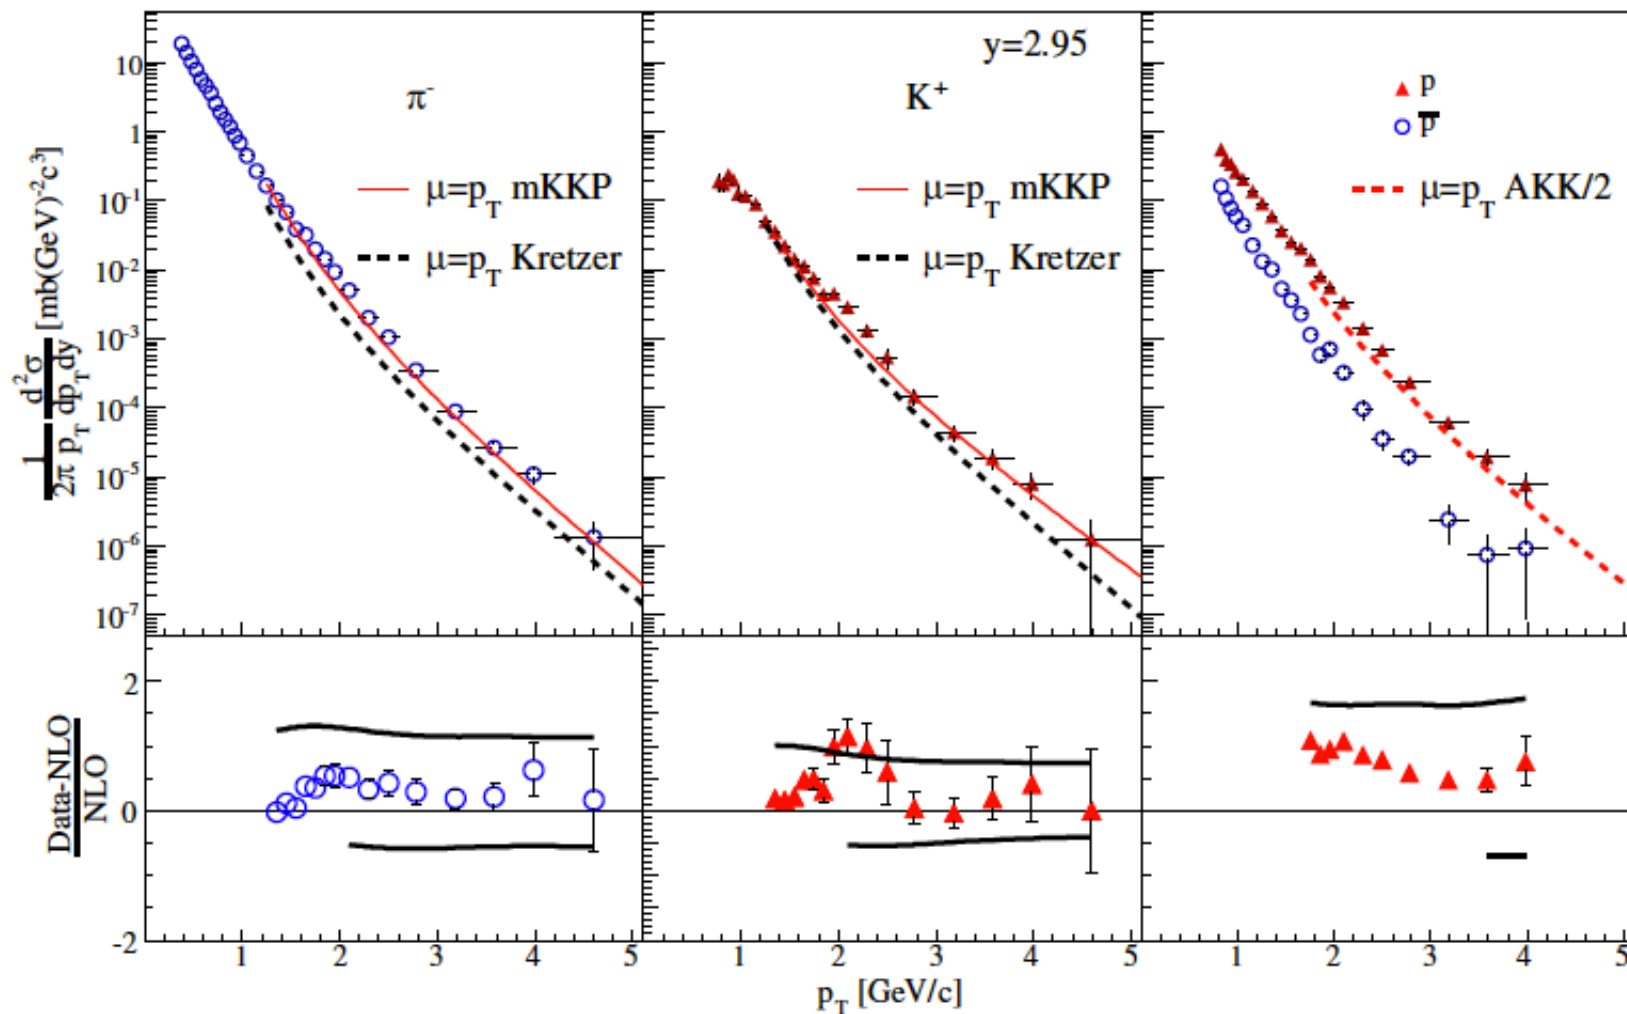 y=2.95
π⁻
μ=p_T mKKP
μ=p_T Kretzer
K⁺
μ=p_T mKKP
μ=p_T Kretzer
p
p̅
μ=p_T AKK/2
1/(2π p_T) d²σ/(dp_T dy) [mb(GeV)⁻²c³]
10
1
10⁻¹
10⁻²
10⁻³
10⁻⁴
10⁻⁵
10⁻⁶
10⁻⁷
Data-NLO
NLO
2
0
-2
1 2 3 4 5 1 2 3 4 5 1 2 3 4 5
p_T [GeV/c]